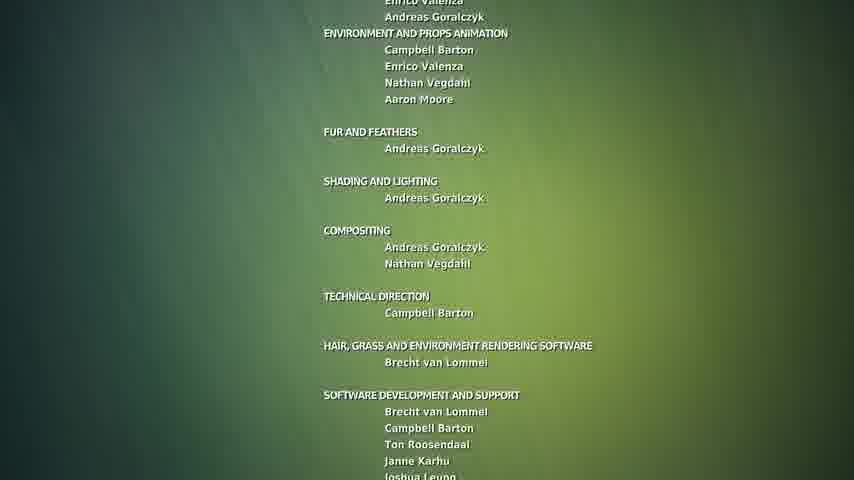 Enrico Valenza
Andreas Goralczyk
ENVIRONMENT AND PROPS ANIMATION
Campbell Barton
Enrico Valenza
Nathan Vegdahl
Aaron Moore
FUR AND FEATHERS
Andreas Goralczyk
SHADING AND LIGHTING
Andreas Goralczyk
COMPOSITING
Andreas Goralczyk
Nathan Vegdahl
TECHNICAL DIRECTION
Campbell Barton
HAIR, GRASS AND ENVIRONMENT RENDERING SOFTWARE
Brecht van Lommel
SOFTWARE DEVELOPMENT AND SUPPORT
Brecht van Lommel
Campbell Barton
Ton Roosendaal
Janne Karhu
Joshua Leung